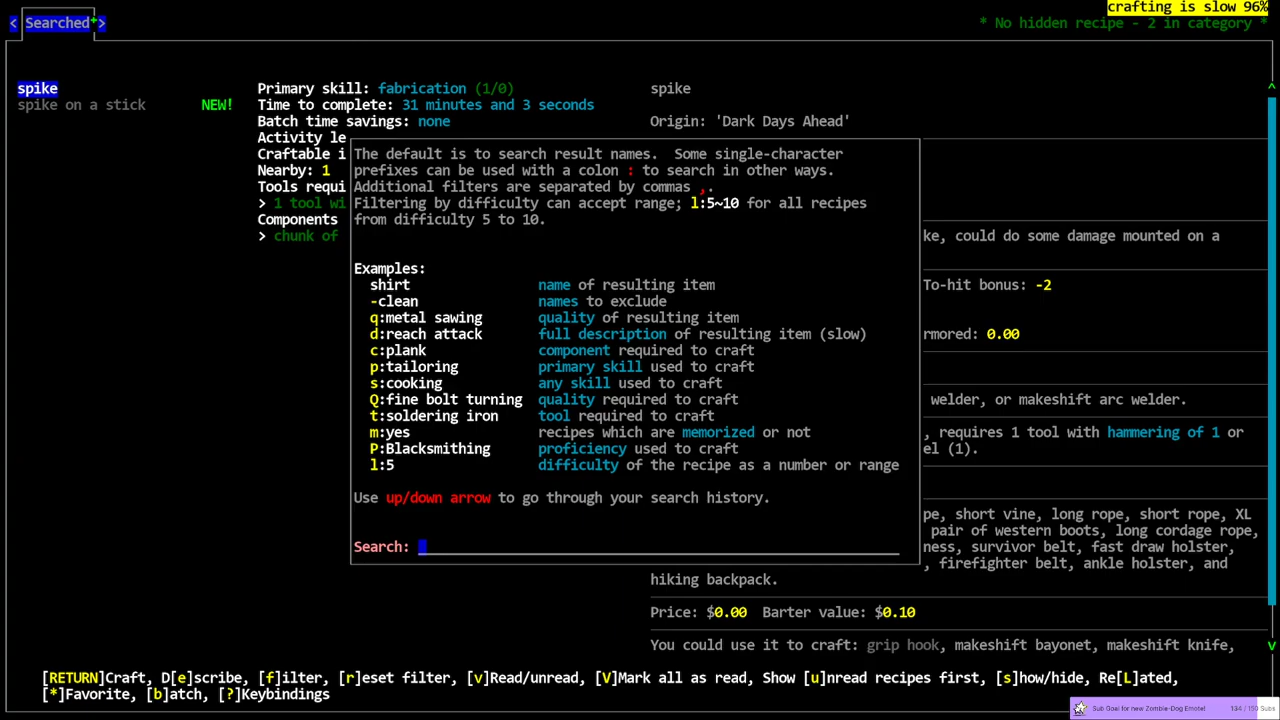 crafting is slow 96%
< Searched+>
* No hidden recipe - 2 in category *
spike
spike on a stick NEW!
Primary skill: fabrication (1/0)
Time to complete: 31 minutes and 3 seconds
Batch time savings: none
Activity le
Craftable i
Nearby: 1
Tools requi
> 1 tool wi
Components
> chunk of
spike
Origin: 'Dark Days Ahead'
ke, could do some damage mounted on a
To-hit bonus: -2
rmored: 0.00
welder, or makeshift arc welder.
, requires 1 tool with hammering of 1 or
el (1).
pe, short vine, long rope, short rope, XL
pair of western boots, long cordage rope,
ness, survivor belt, fast draw holster,
, firefighter belt, ankle holster, and
hiking backpack.
Price: $0.00 Barter value: $0.10
You could use it to craft: grip hook, makeshift bayonet, makeshift knife,
The default is to search result names. Some single-character
prefixes can be used with a colon : to search in other ways.
Additional filters are separated by commas ,.
Filtering by difficulty can accept range; l:5~10 for all recipes
from difficulty 5 to 10.
Examples:
shirt name of resulting item
-clean names to exclude
q:metal sawing quality of resulting item
d:reach attack full description of resulting item (slow)
c:plank component required to craft
p:tailoring primary skill used to craft
s:cooking any skill used to craft
Q:fine bolt turning quality required to craft
t:soldering iron tool required to craft
m:yes recipes which are memorized or not
P:Blacksmithing proficiency used to craft
l:5 difficulty of the recipe as a number or range
Use up/down arrow to go through your search history.
Search:
[RETURN]Craft, D[e]scribe, [f]ilter, [r]eset filter, [v]Read/unread, [V]Mark all as read, Show [u]nread recipes first, [s]how/hide, Re[L]ated,
[*]Favorite, [b]atch, [?]Keybindings
Sub Goal for new Zombie-Dog Emote! 134 / 150 Subs